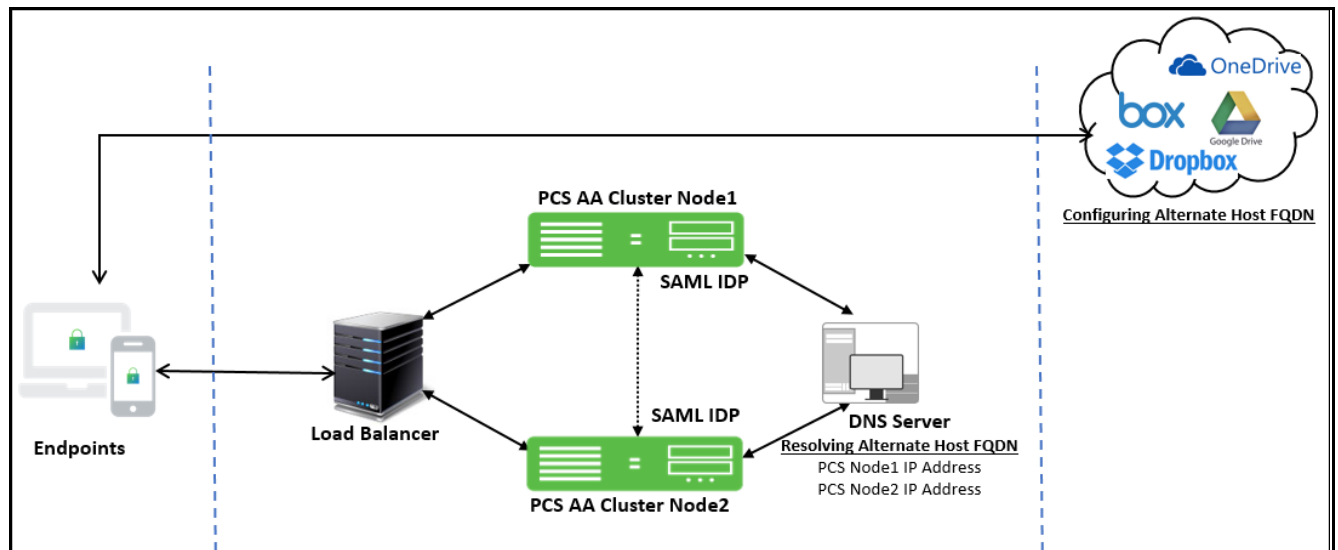 OneDrive
box
Google Drive
Dropbox
Configuring Alternate Host FQDN
PCS AA Cluster Node1
SAML IDP
SAML IDP
DNS Server
Load Balancer
Endpoints
Resolving Alternate Host FQDN
PCS Node1 IP Address
PCS Node2 IP Address
PCS AA Cluster Node2